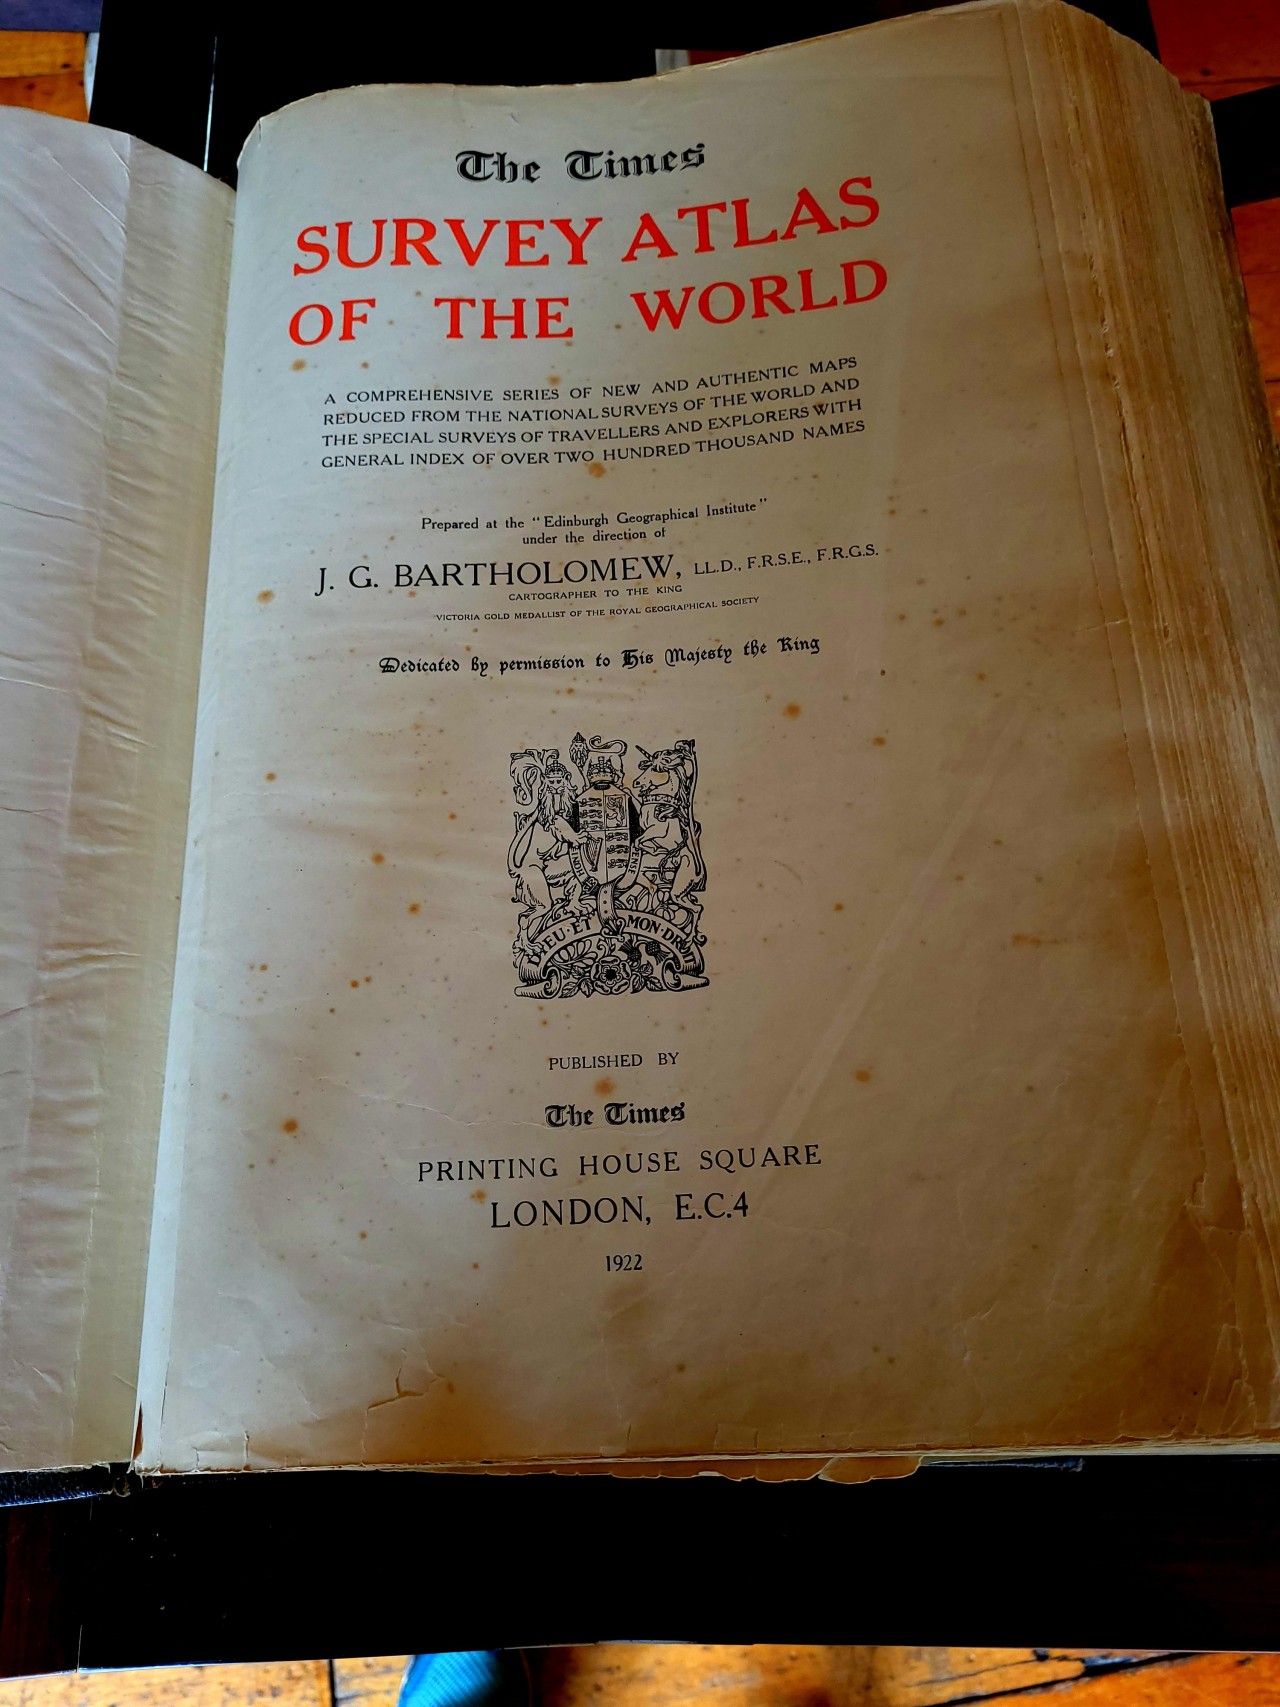 The Times
SURVEY ATLAS
OF THE WORLD
A COMPREHENSIVE SERIES OF NEW AND AUTHENTIC MAPS
REDUCED FROM THE NATIONAL SURVEYS OF THE WORLD AND
THE SPECIAL SURVEYS OF TRAVELLERS AND EXPLORERS WITH
GENERAL INDEX OF OVER TWO HUNDRED THOUSAND NAMES
Prepared at the "Edinburgh Geographical Institute"
under the direction of
J. G. BARTHOLOMEW, LL.D., F.R.S.E., F.R.G.S.
CARTOGRAPHER TO THE KING
VICTORIA GOLD MEDALLIST OF THE ROYAL GEOGRAPHICAL SOCIETY
Dedicated by permission to His Majesty the King
HON ENSE
DIEU·ET MON·DROIT
PUBLISHED BY
The Times
PRINTING HOUSE SQUARE
LONDON, E.C.4
1922